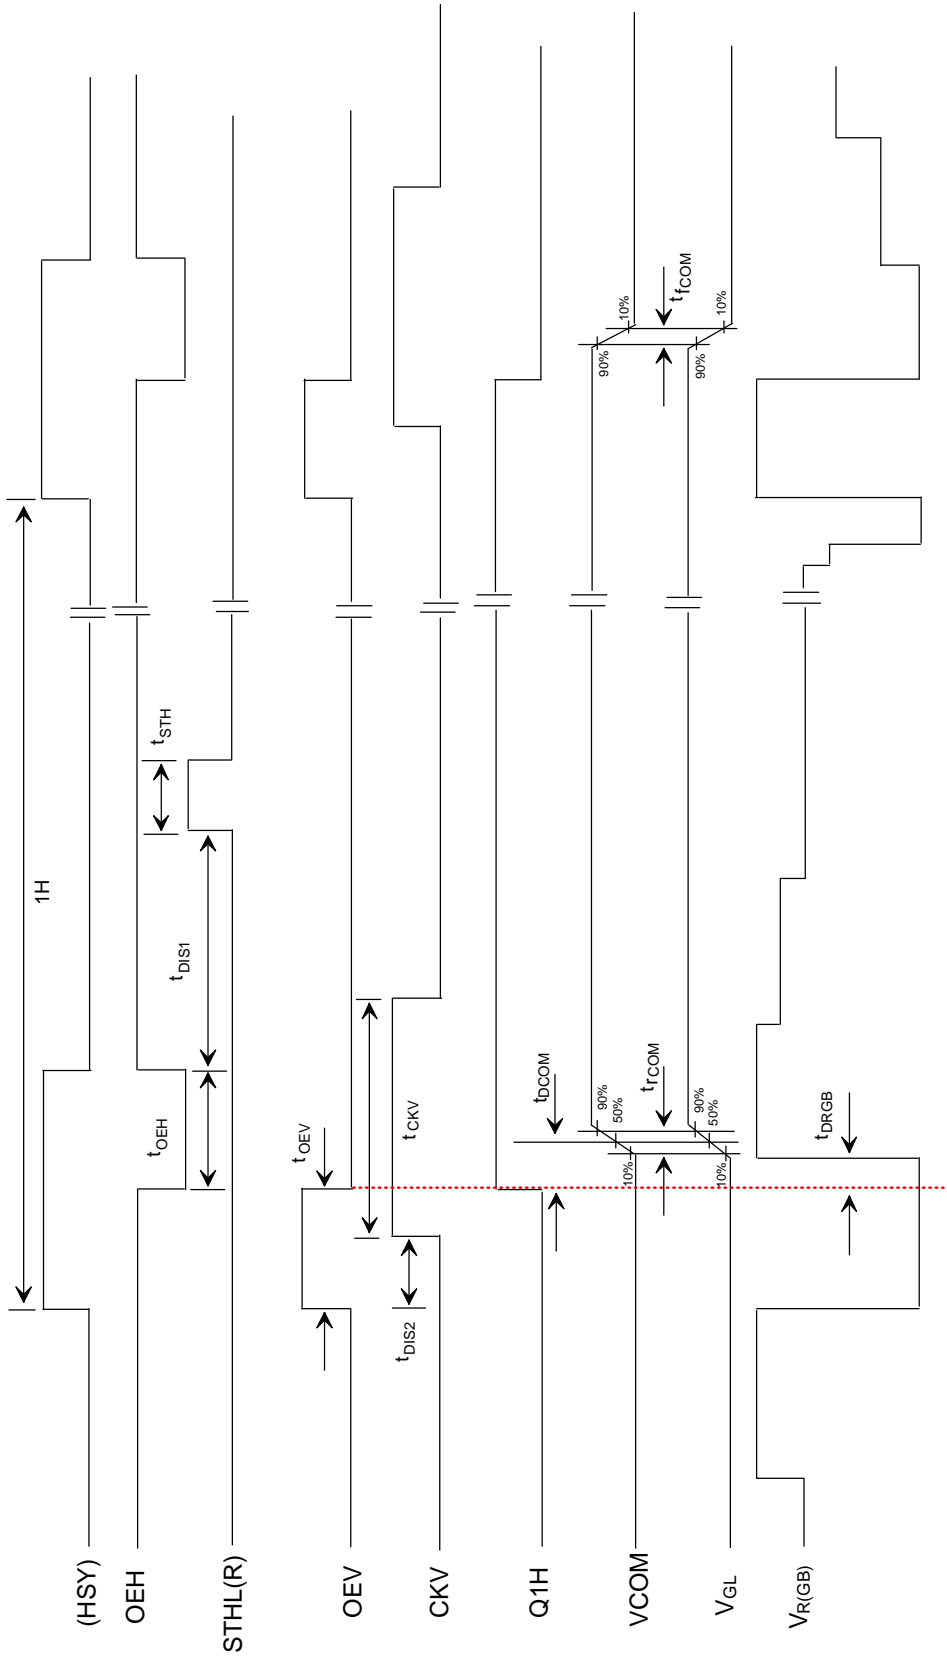 1H
(HSY)
OEH
tOEH
tDIS1
tSTH
STHL(R)
tOEV
OEV
tCKV
CKV
tDIS2
Q1H
tDCOM
VCOM
10%
50%
90%
90%
10%
trCOM
tfCOM
VGL
10%
50%
90%
90%
10%
VR(GB)
tDRGB